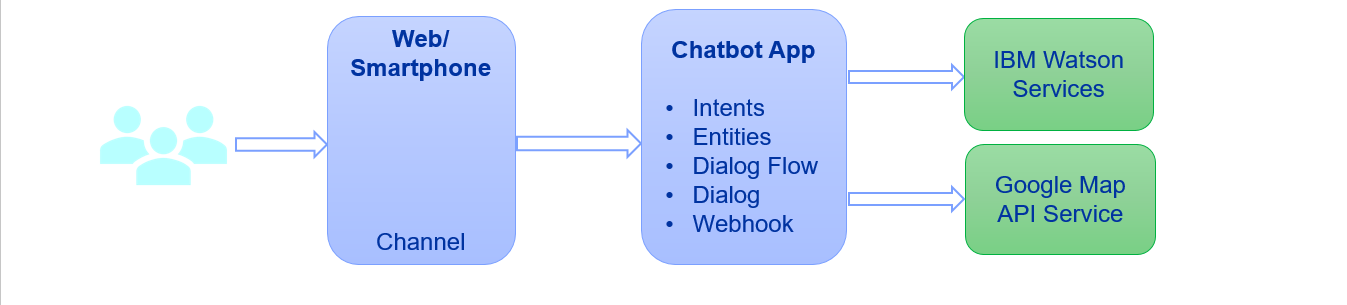 Web/
Smartphone
Channel
Chatbot App
• Intents
• Entities
• Dialog Flow
• Dialog
• Webhook
IBM Watson
Services
Google Map
API Service